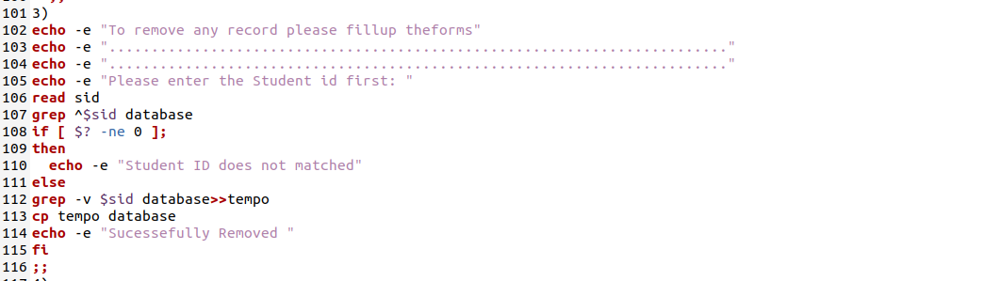 101 3)
102 echo -e "To remove any record please fillup theforms"
103 echo -e "........................................................................."
104 echo -e "........................................................................."
105 echo -e "Please enter the Student id first: "
106 read sid
107 grep ^$sid database
108 if [ $? -ne 0 ];
109 then
110   echo -e "Student ID does not matched"
111 else
112 grep -v $sid database>>tempo
113 cp tempo database
114 echo -e "Sucessefully Removed "
115 fi
116 ;;